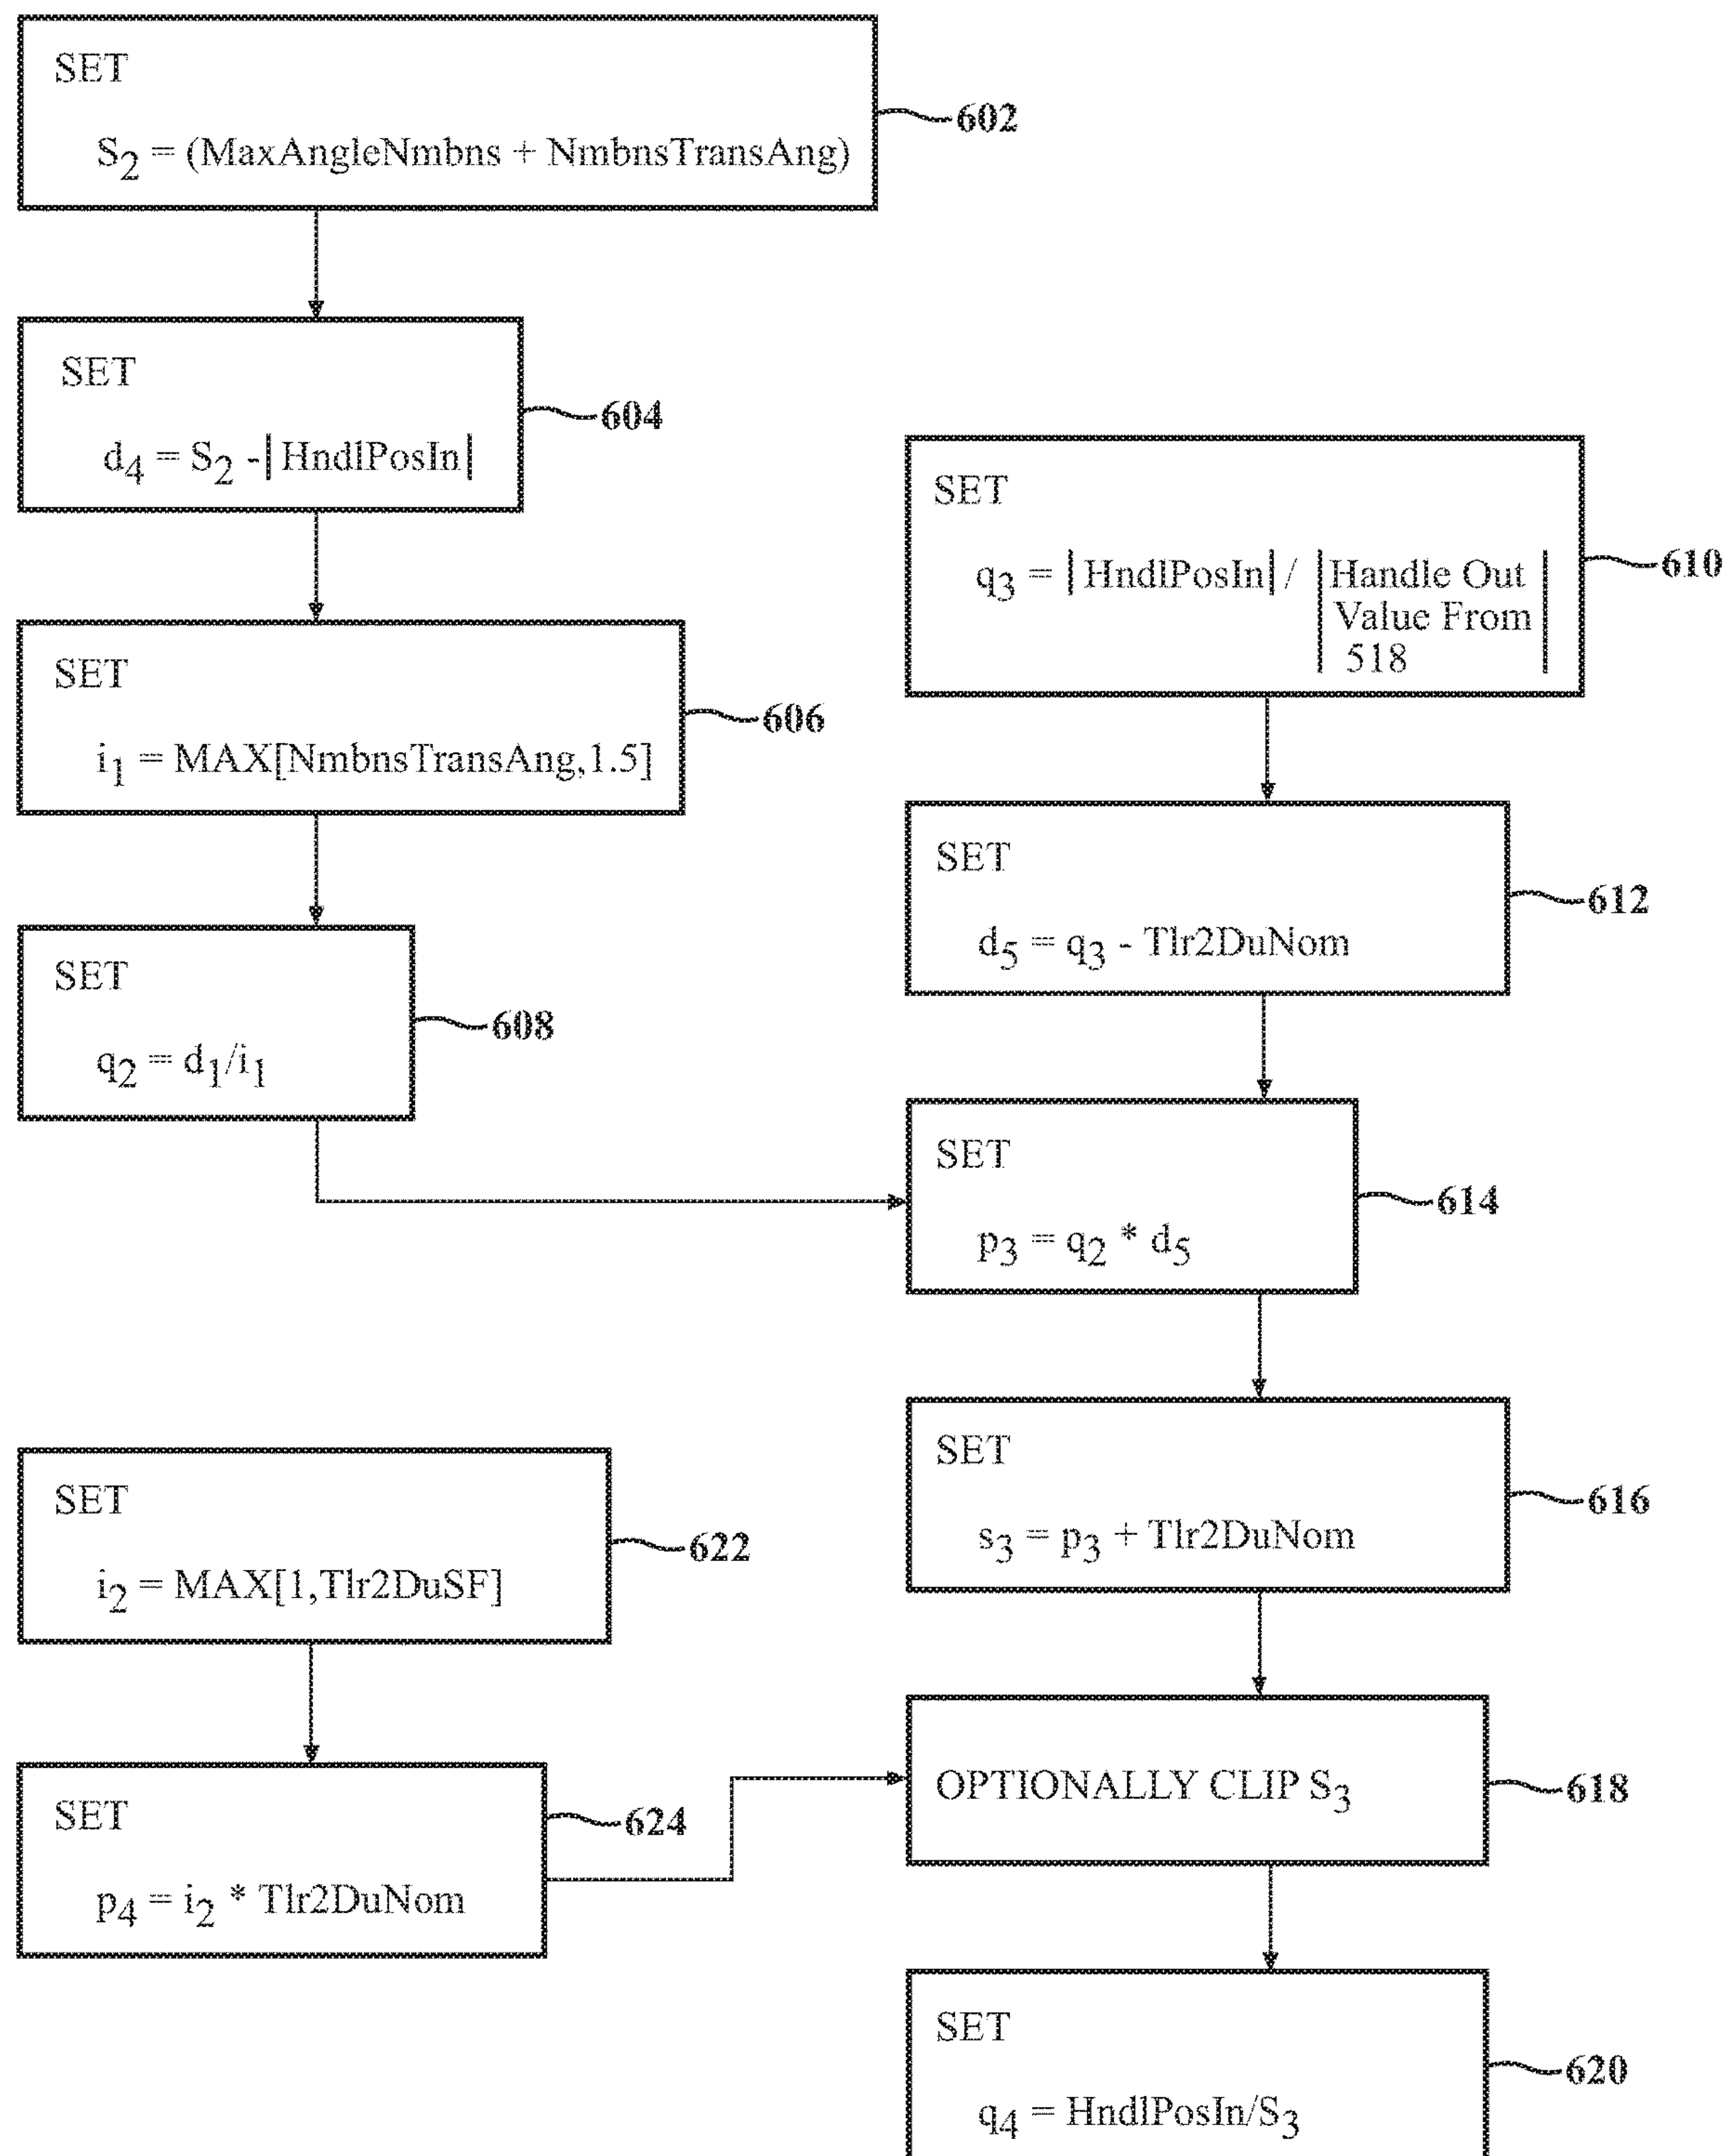 SET
S2 = (MaxAngleNmbns + NmbnsTransAng)
602
SET
d4 = S2 -|HndlPosIn|
604
SET
i1 = MAX[NmbnsTransAng,1.5]
606
SET
q2 = d1/i1
608
SET
q3 = |HndlPosIn| / |Handle Out
Value From
518|
610
SET
d5 = q3 - Tlr2DuNom
612
SET
p3 = q2 * d5
614
SET
s3 = p3 + Tlr2DuNom
616
SET
i2 = MAX[1,Tlr2DuSF]
622
SET
p4 = i2 * Tlr2DuNom
624
OPTIONALLY CLIP S3
618
SET
q4 = HndlPosIn/S3
620